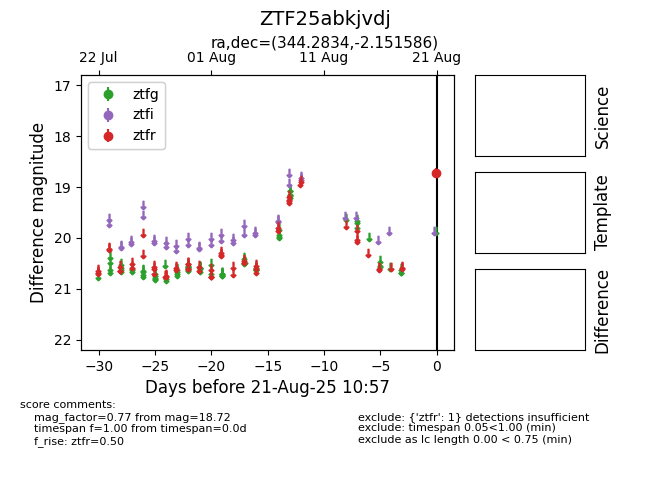 ZTF25abkjvdj
ra,dec=(344.2834,-2.151586)
22 Jul 01 Aug 11 Aug 21 Aug
17
18
19
20
21
22
Difference magnitude
ztfg
ztfi
ztfr
−30 −25 −20 −15 −10 −5 0
Days before 21-Aug-25 10:57
Science
Template
Difference
score comments:
mag_factor=0.77 from mag=18.72
timespan f=1.00 from timespan=0.0d
f_rise: ztfr=0.50
exclude: {'ztfr': 1} detections insufficient
exclude: timespan 0.05<1.00 (min)
exclude as lc length 0.00 < 0.75 (min)